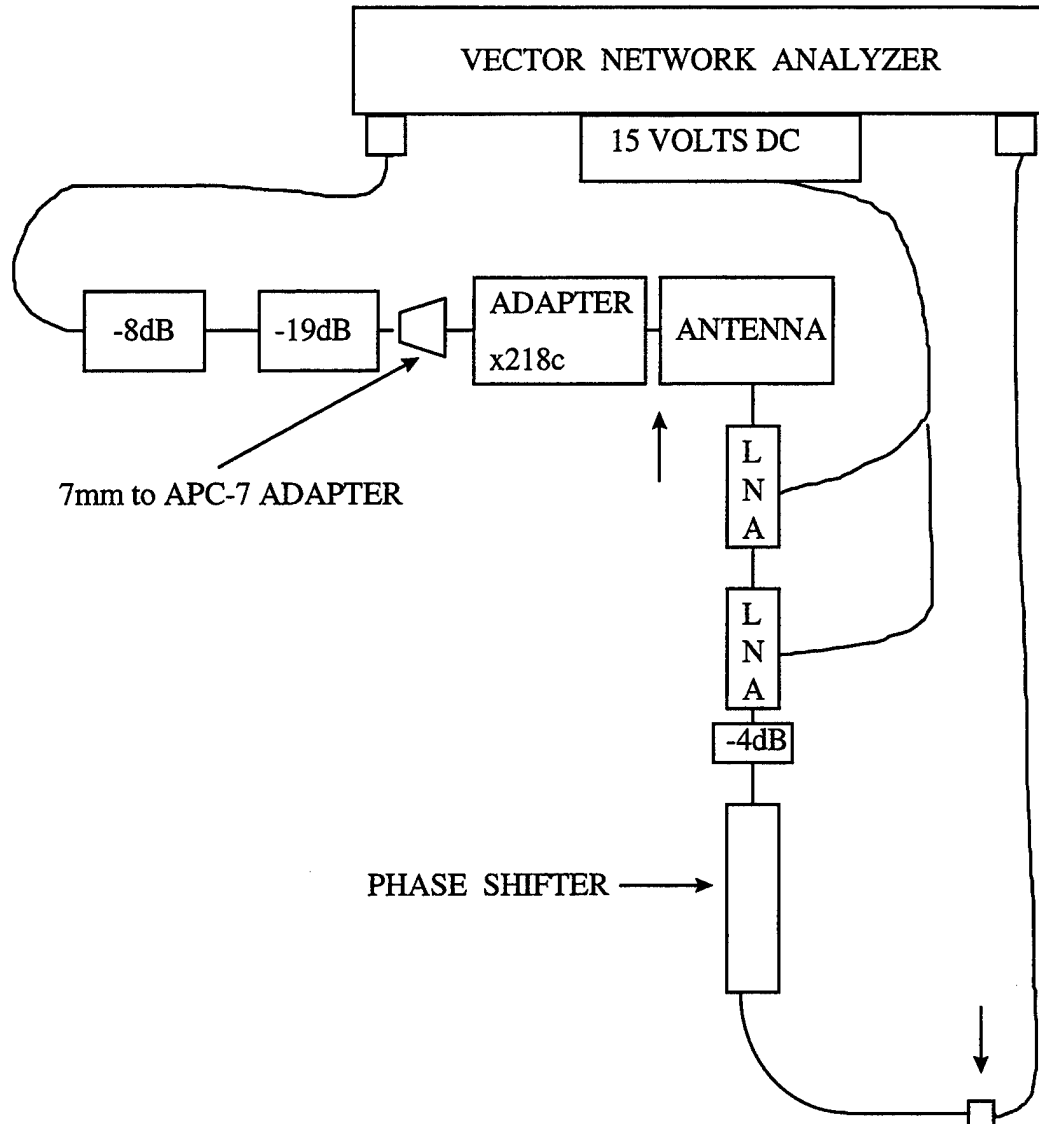 VECTOR NETWORK ANALYZER
15 VOLTS DC
-8dB
-19dB
ADAPTER
x218c
ANTENNA
7mm to APC-7 ADAPTER
L
N
A
L
N
A
-4dB
PHASE SHIFTER